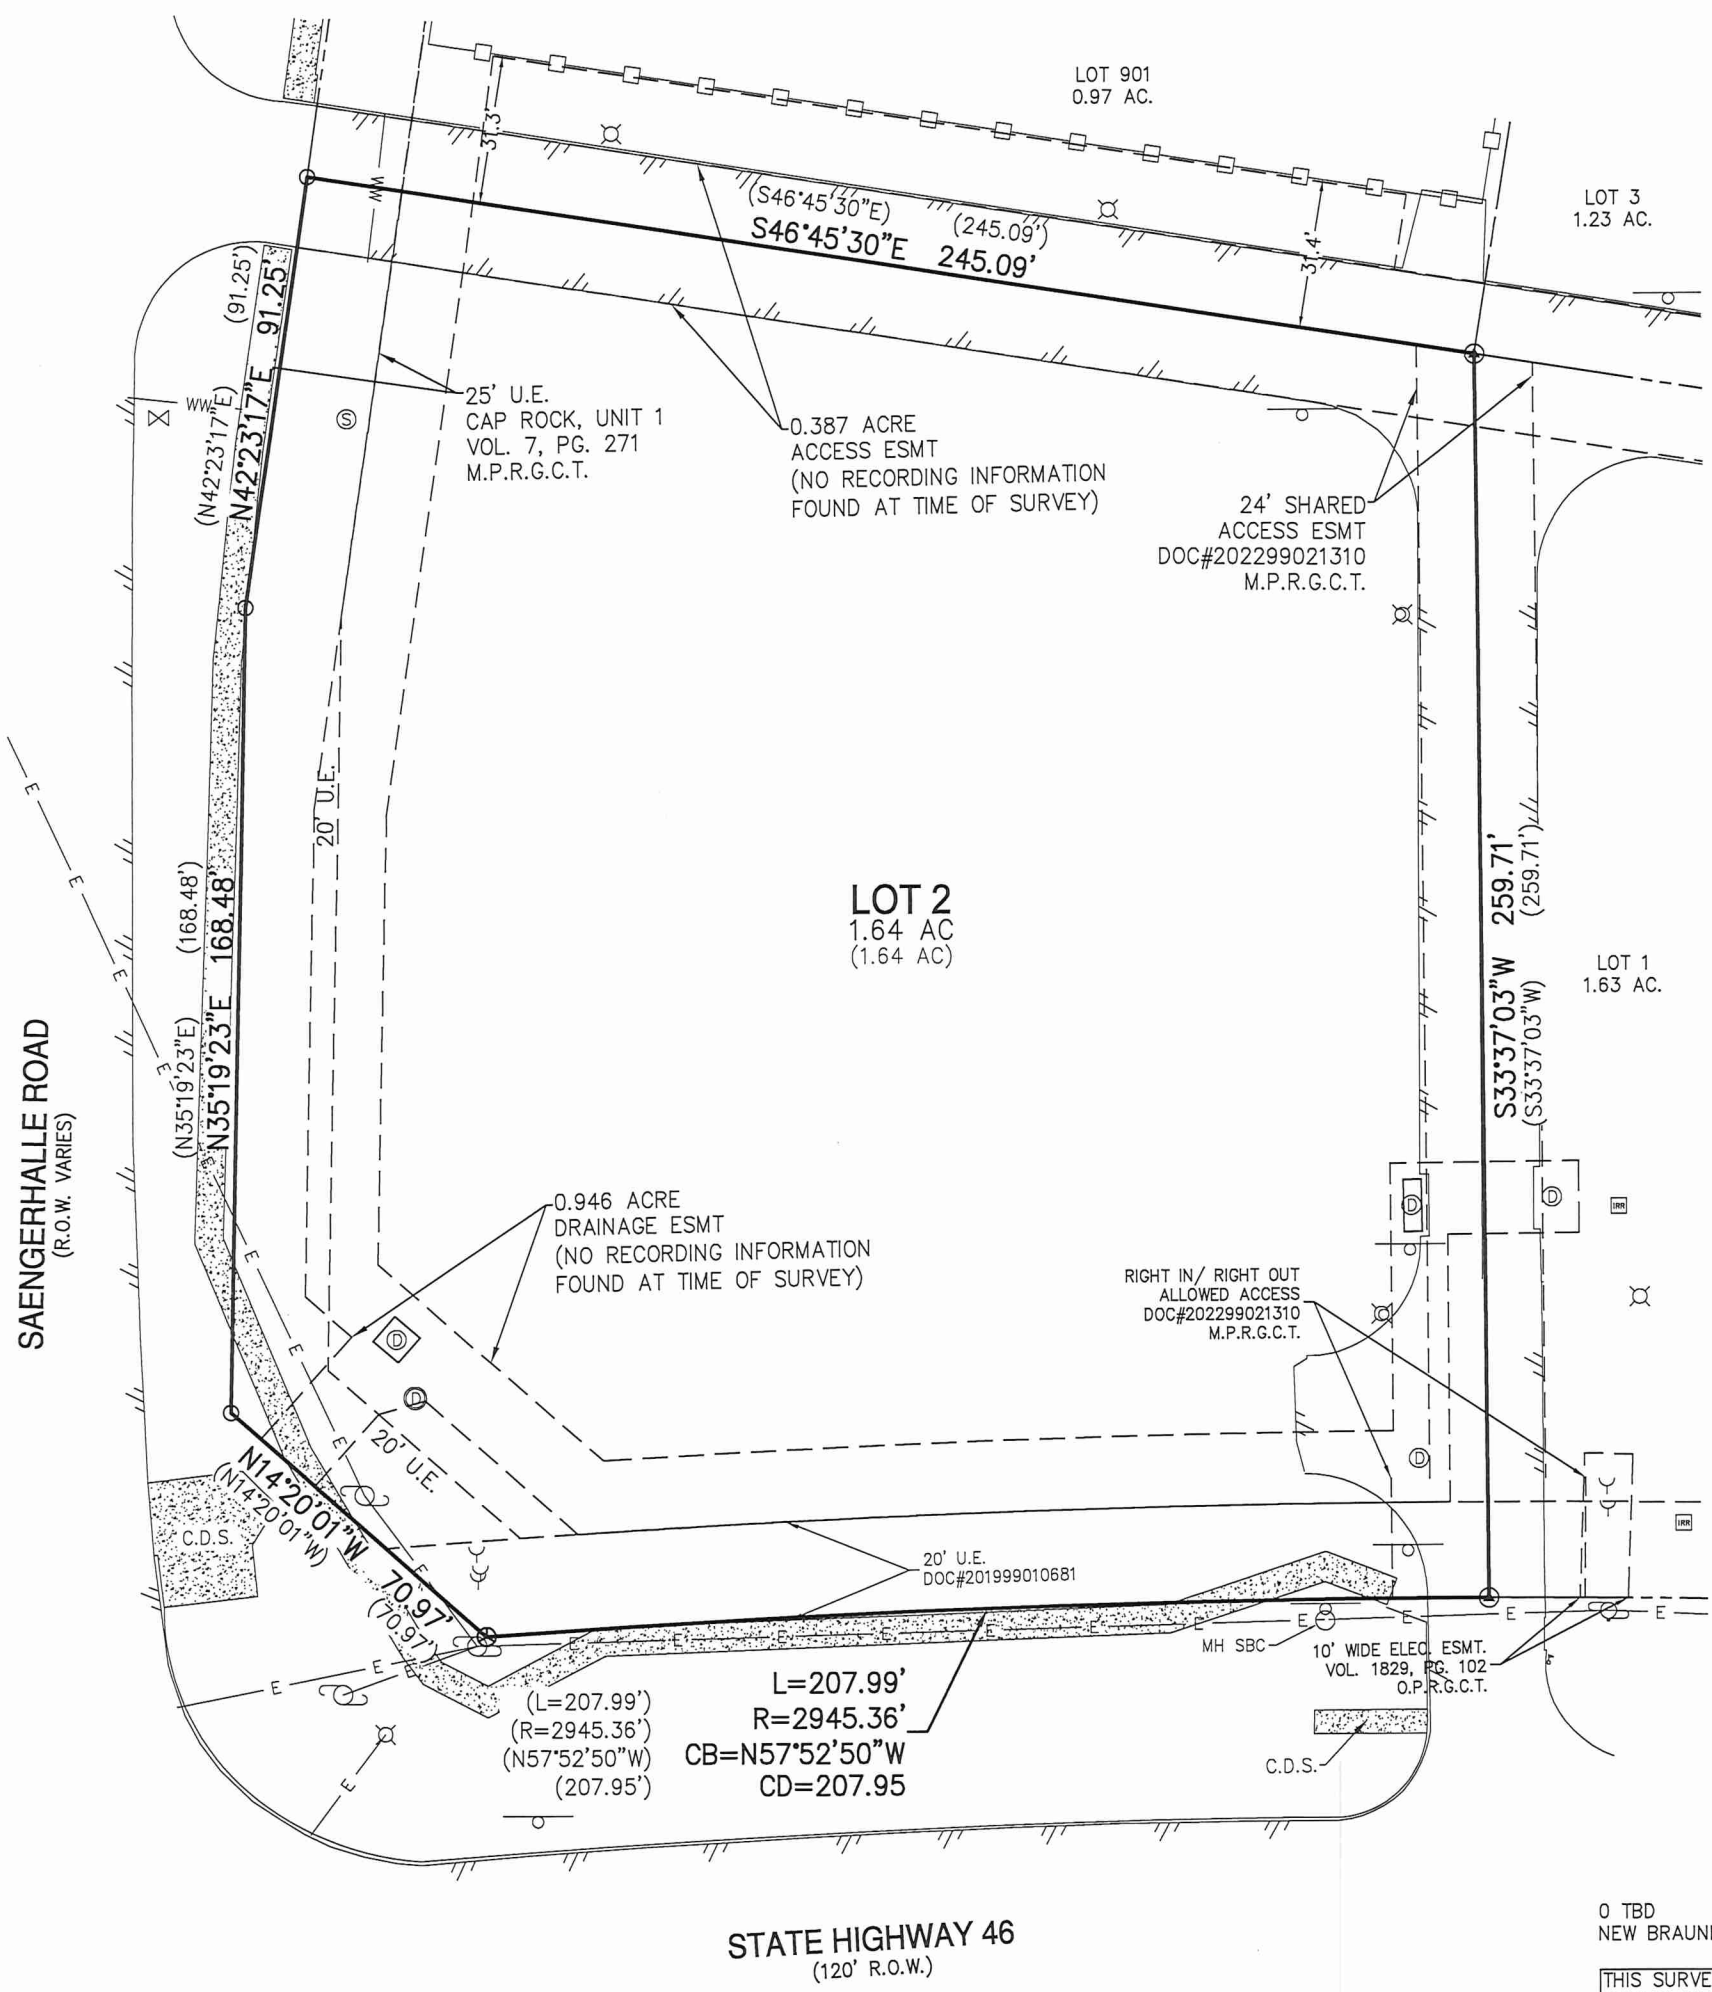 LOT 901
0.97 AC.
LOT 3
1.23 AC.
31.3'
31.4'
WW
(S46°45'30"E)
(245.09')
S46°45'30"E 245.09'
(91.25')
(N42°23'17"E)
N42°23'17"E 91.25'
WW
S
25' U.E.
CAP ROCK, UNIT 1
VOL. 7, PG. 271
M.P.R.G.C.T.
0.387 ACRE
ACCESS ESMT
(NO RECORDING INFORMATION
FOUND AT TIME OF SURVEY)
24' SHARED
ACCESS ESMT
DOC#202299021310
M.P.R.G.C.T.
20' U.E.
(168.48')
(N35°19'23"E)
N35°19'23"E 168.48'
LOT 2
1.64 AC
(1.64 AC)
S33°37'03"W 259.71'
(259.71')
(S33°37'03"W)
LOT 1
1.63 AC.
SAENGERHALLE ROAD
(R.O.W. VARIES)
E
E
E
E
E
E
E
E
E
0.946 ACRE
DRAINAGE ESMT
(NO RECORDING INFORMATION
FOUND AT TIME OF SURVEY)
D
D
IRR
RIGHT IN/ RIGHT OUT
ALLOWED ACCESS
DOC#202299021310
M.P.R.G.C.T.
D
D
20' U.E.
D
N14°20'01"W 70.97'
(N14°20'01"W)
(70.97')
C.D.S.
IRR
20' U.E.
DOC#201999010681
E
E
E
E
E
E
E
E
E
E
E
E
MH SBC
10' WIDE ELEC. ESMT.
VOL. 1829, PG. 102
O.P.R.G.C.T.
(L=207.99')
(R=2945.36')
(N57°52'50"W)
(207.95')
L=207.99'
R=2945.36'
CB=N57°52'50"W
CD=207.95
C.D.S.
E
STATE HIGHWAY 46
(120' R.O.W.)
0 TBD
NEW BRAUN
THIS SURVE